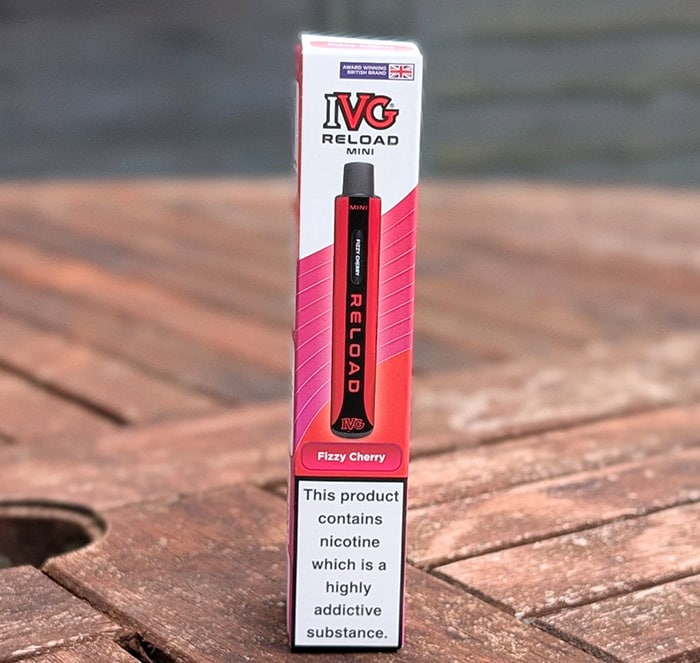 AWARD WINNING
BRITISH BRAND
IVG
RELOAD
MINI
MINI
FIZZY CHERRY
RELOAD
IVG
Fizzy Cherry
This product
contains
nicotine
which is a
highly
addictive
substance.